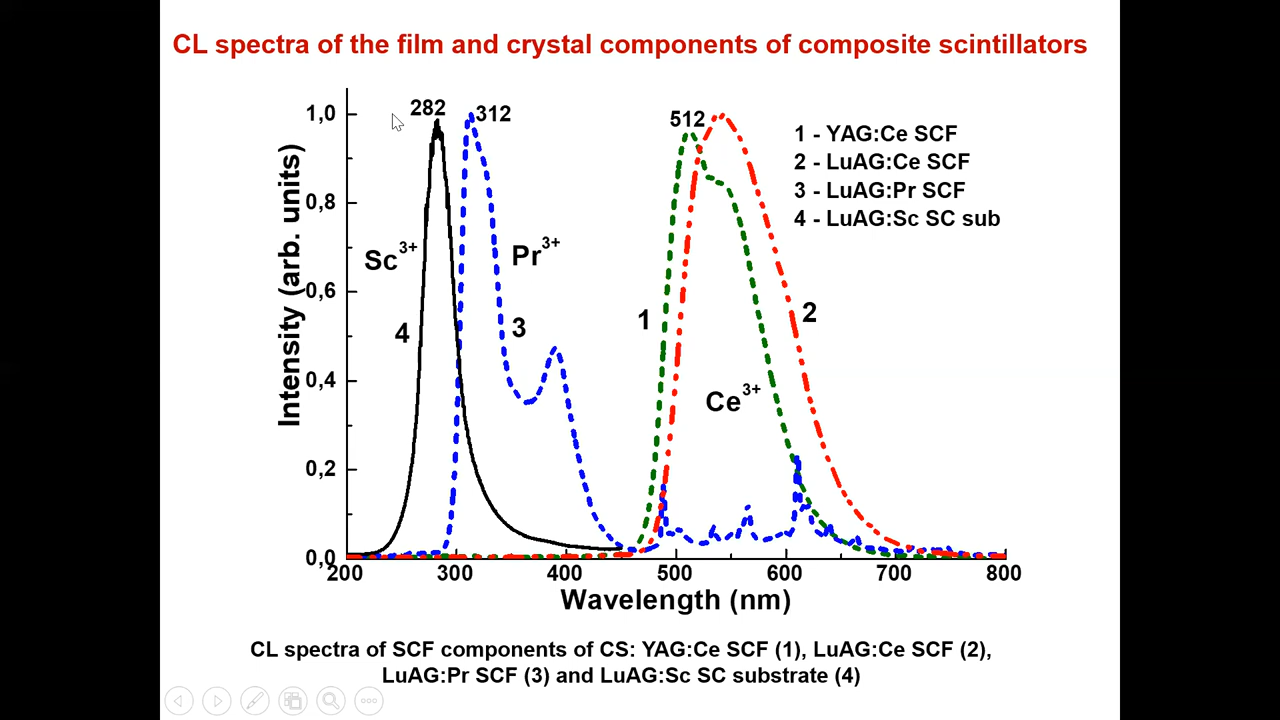 CL spectra of the film and crystal components of composite scintillators
282
312
512
1 - YAG:Ce SCF
2 - LuAG:Ce SCF
3 - LuAG:Pr SCF
4 - LuAG:Sc SC sub
Intensity (arb. units)
1,0
0,8
0,6
0,4
0,2
0,0
Sc3+
Pr3+
4
3
1
2
Ce3+
200 300 400 500 600 700 800
Wavelength (nm)
CL spectra of SCF components of CS: YAG:Ce SCF (1), LuAG:Ce SCF (2),
LuAG:Pr SCF (3) and LuAG:Sc SC substrate (4)